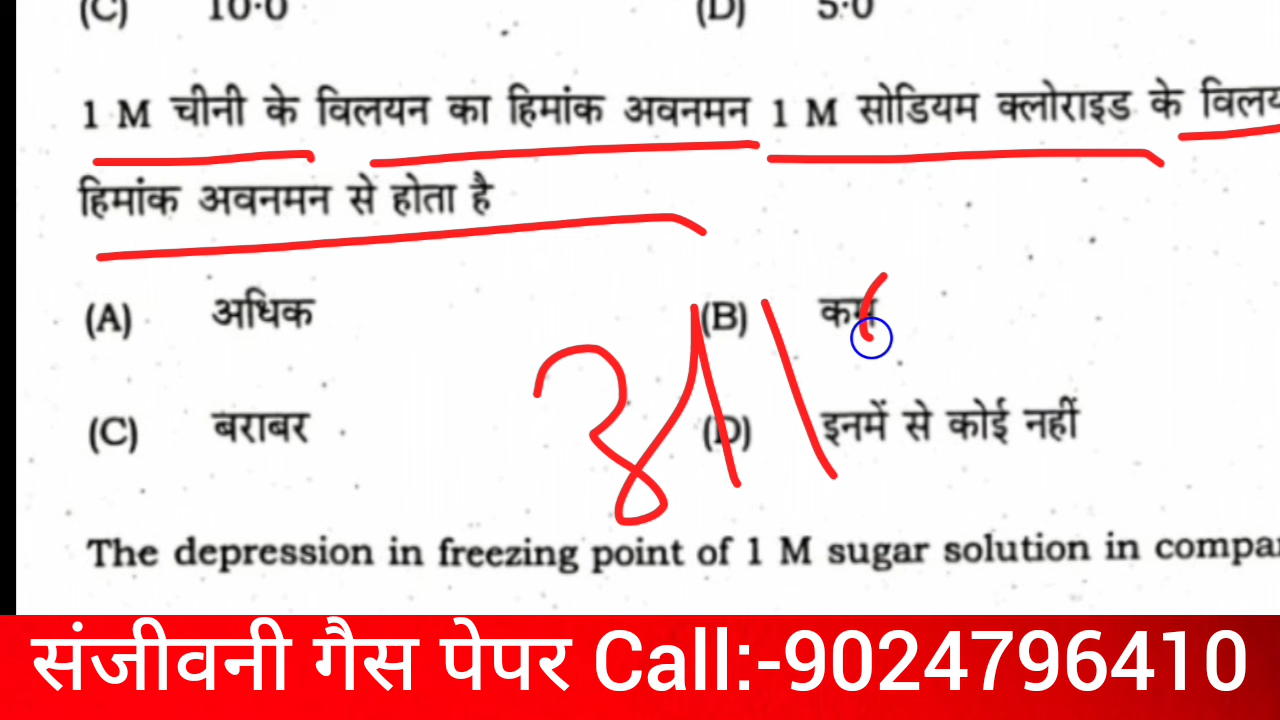 (C) 10·0 (D) 5·0
1 M चीनी के विलयन का हिमांक अवनमन 1 M सोडियम क्लोराइड के
हिमांक अवनमन से होता है
(A) अधिक (B) कम
(C) बराबर (D) इनमें से कोई नहीं
The depression in freezing point of 1 M sugar solution in
संजीवनी गैस पेपर Call:-9024796410